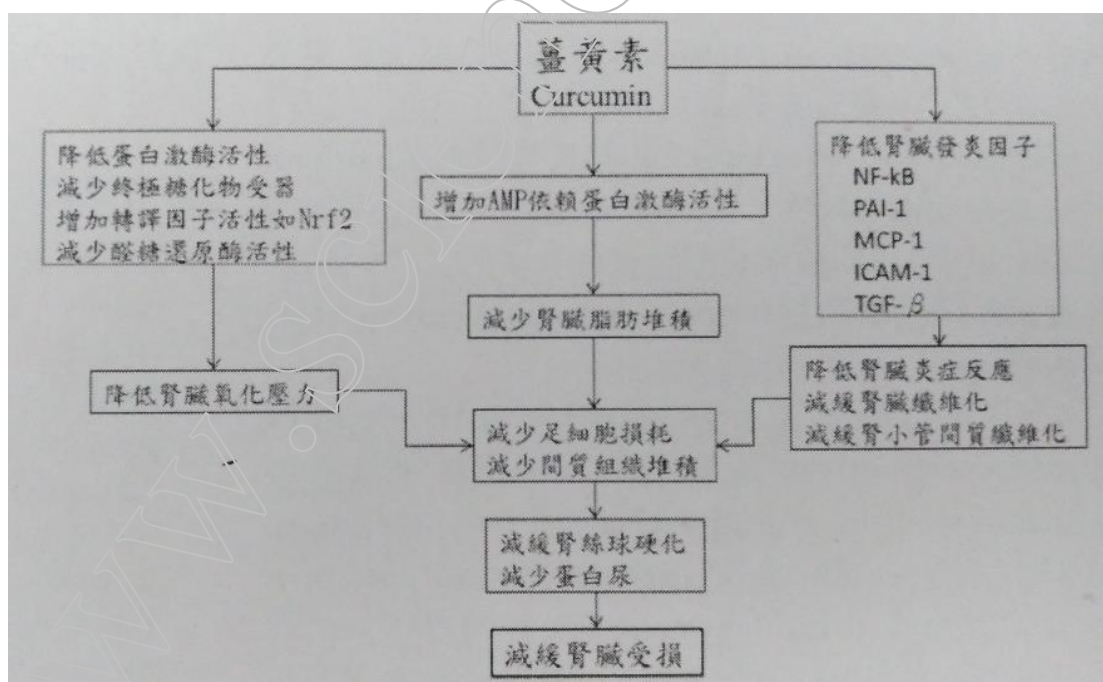 薑黃素
Curcumin
降低蛋白激酶活性
減少終極糖化物受器
增加轉譯因子活性如Nrf2
減少醛糖還原酶活性
增加AMP依賴蛋白激酶活性
降低腎臟發炎因子
NF-kB
PAI-1
MCP-1
ICAM-1
TGF-β
減少腎臟脂肪堆積
降低腎臟氧化壓力
降低腎臟炎症反應
減緩腎臟纖維化
減緩腎小管間質纖維化
減少足細胞損耗
減少間質組織堆積
減緩腎絲球硬化
減少蛋白尿
減緩腎臟受損